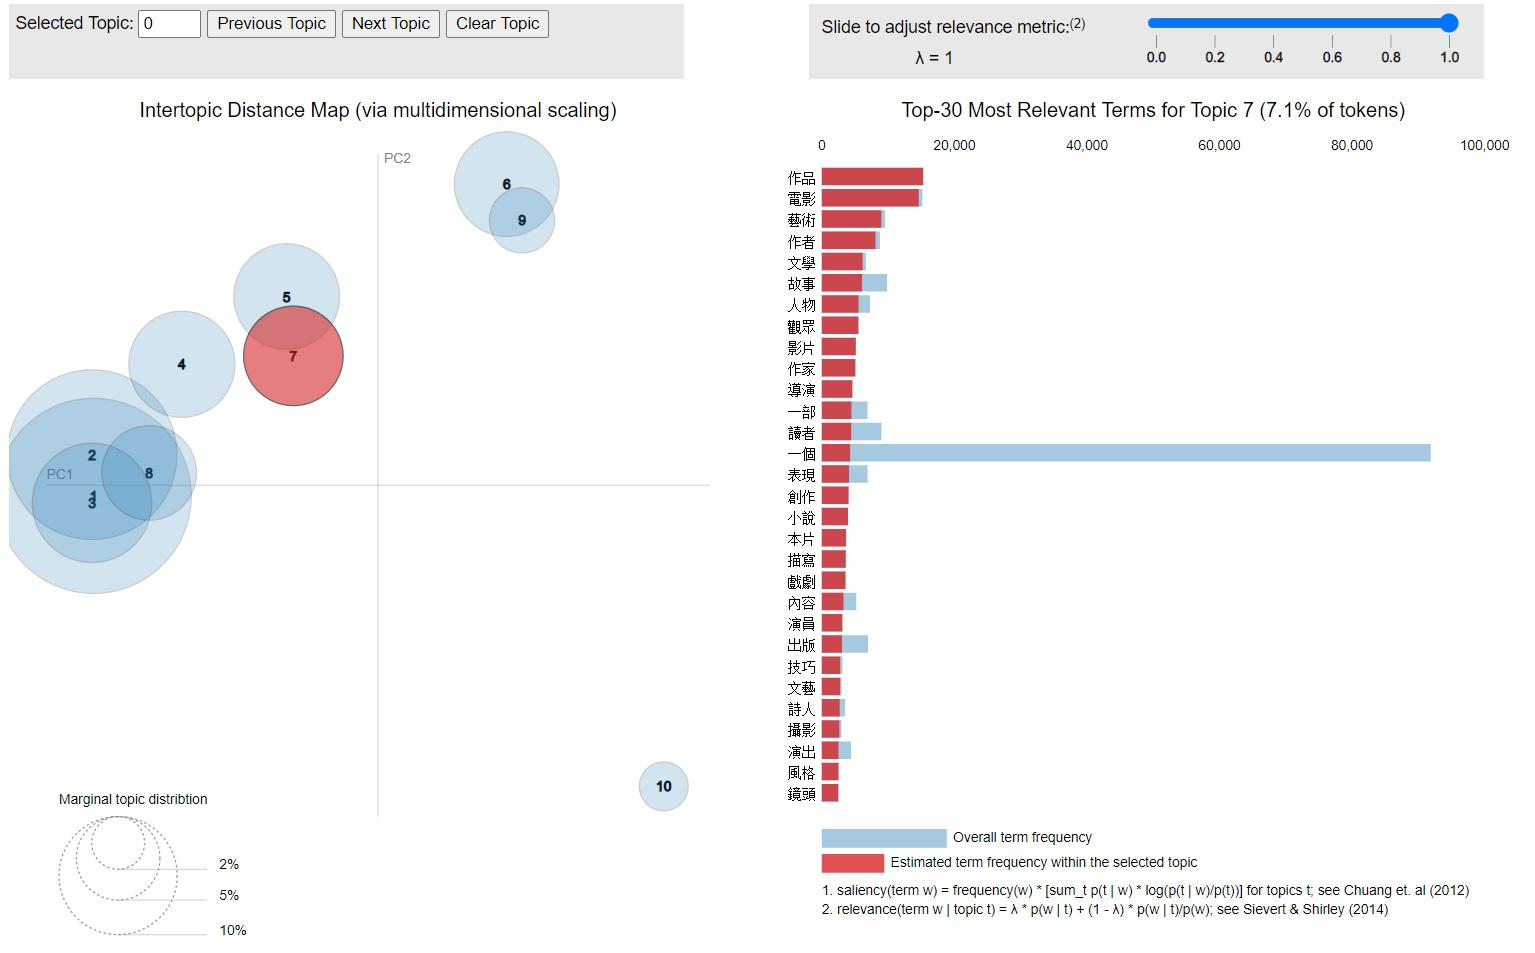 Selected Topic: 0 Previous Topic Next Topic Clear Topic
Slide to adjust relevance metric:(2)
λ = 1
0.0 0.2 0.4 0.6 0.8 1.0
Intertopic Distance Map (via multidimensional scaling)
PC2
6
9
5
7
4
2
PC1
8
1
3
10
Marginal topic distribtion
2%
5%
10%
Top-30 Most Relevant Terms for Topic 7 (7.1% of tokens)
0 20,000 40,000 60,000 80,000 100,000
作品
電影
藝術
作者
文學
故事
人物
觀眾
影片
作家
導演
一部
讀者
一個
表現
創作
小說
本片
描寫
戲劇
內容
演員
出版
技巧
文藝
詩人
攝影
演出
風格
鏡頭
Overall term frequency
Estimated term frequency within the selected topic
1. saliency(term w) = frequency(w) * [sum_t p(t | w) * log(p(t | w)/p(t))] for topics t; see Chuang et. al (2012)
2. relevance(term w | topic t) = λ * p(w | t) + (1 - λ) * p(w | t)/p(w); see Sievert & Shirley (2014)